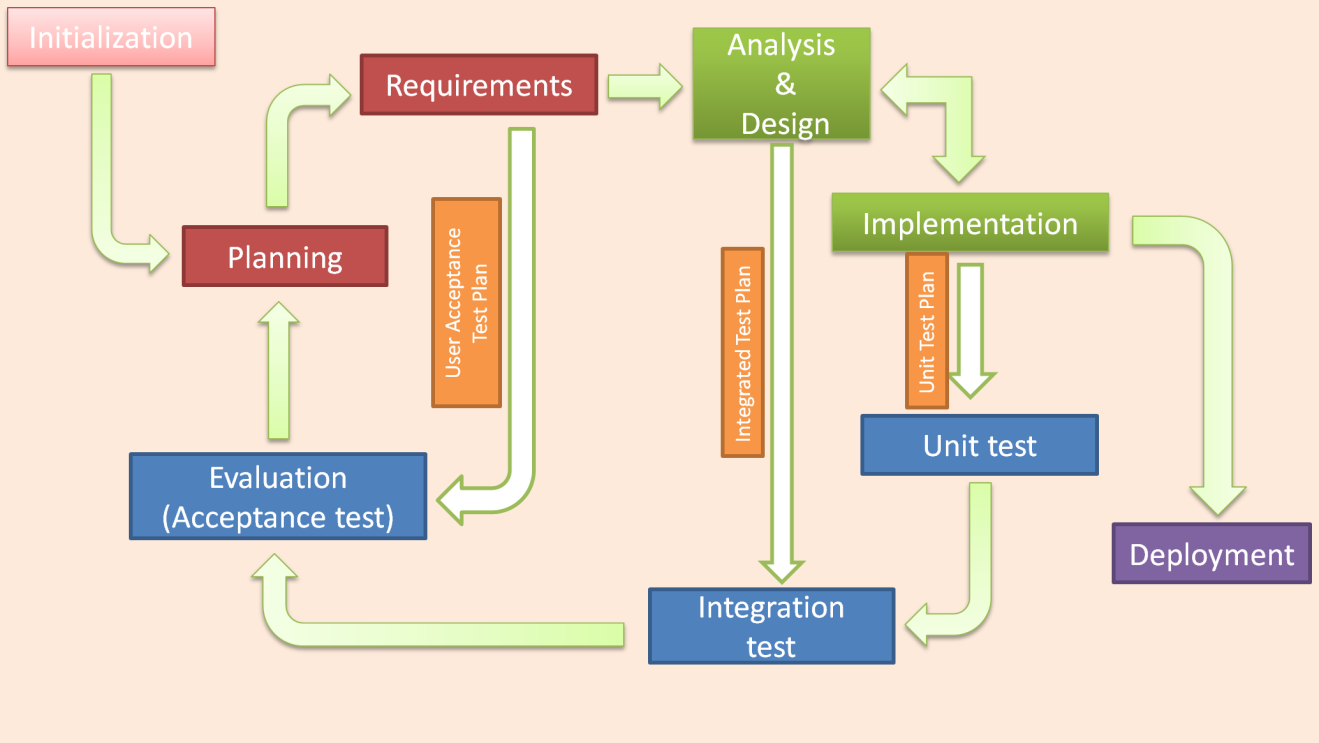 Initialization
Requirements
Analysis
&
Design
Implementation
Planning
User Acceptance
Test Plan
Integrated Test Plan
Unit Test Plan
Unit test
Evaluation
(Acceptance test)
Deployment
Integration
test